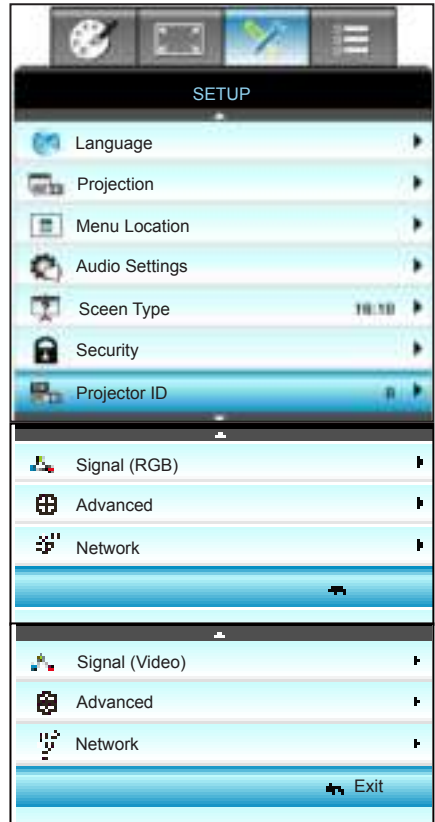 SETUP
Language
Projection
Menu Location
Audio Settings
Sceen Type 16:10
Security
Projector ID
Signal (RGB)
Advanced
Network
Signal (Video)
Advanced
Network
Exit